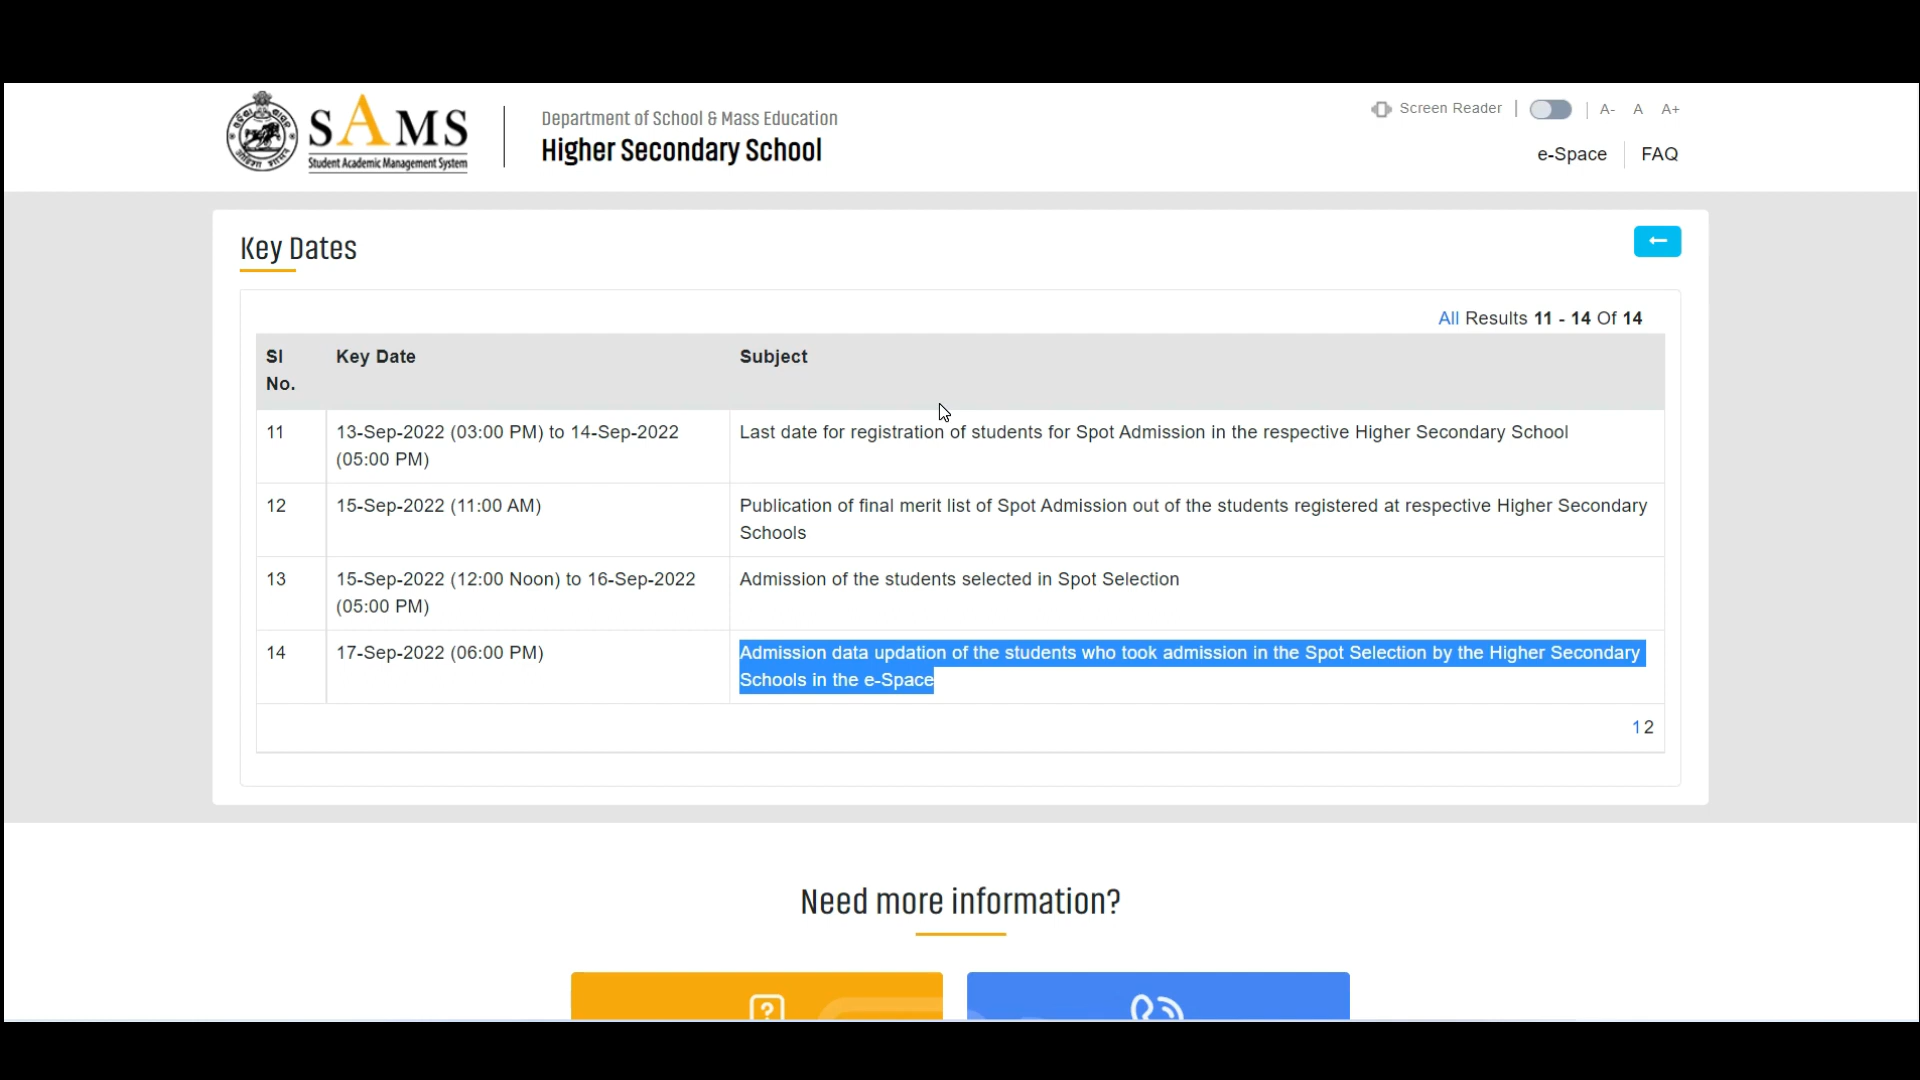 SAMS
Student Academic Management System
Department of School & Mass Education
Higher Secondary School
Screen Reader
A- A A+
e-Space FAQ
Key Dates
All Results 11 - 14 Of 14
Sl No. Key Date Subject
11 13-Sep-2022 (03:00 PM) to 14-Sep-2022 Last date for registration of students for Spot Admission in the respective Higher Secondary School
(05:00 PM)
12 15-Sep-2022 (11:00 AM) Publication of final merit list of Spot Admission out of the students registered at respective Higher Secondary
Schools
13 15-Sep-2022 (12:00 Noon) to 16-Sep-2022 Admission of the students selected in Spot Selection
(05:00 PM)
14 17-Sep-2022 (06:00 PM) Admission data updation of the students who took admission in the Spot Selection by the Higher Secondary
Schools in the e-Space
1 2
Need more information?